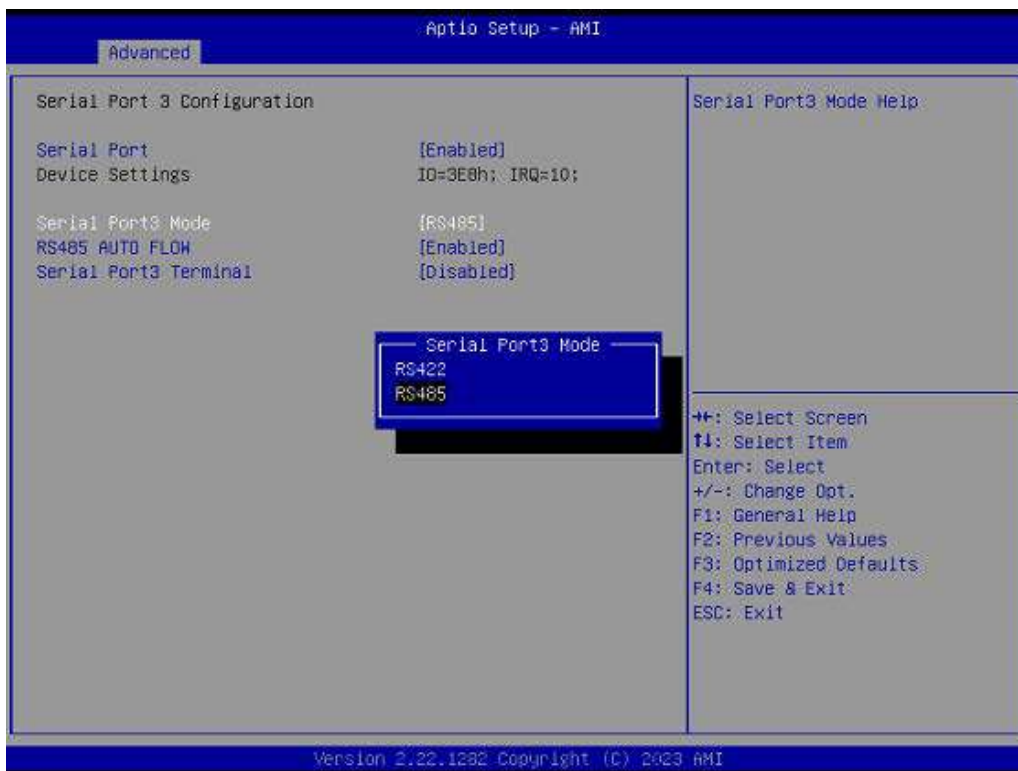 Aptio Setup - AMI
Advanced
Serial Port 3 Configuration
Serial Port [Enabled]
Device Settings IO=3E8h; IRQ=10;
Serial Port3 Mode [RS485]
RS485 AUTO FLOW [Enabled]
Serial Port3 Terminal [Disabled]
Serial Port3 Mode
RS422
RS485
Serial Port3 Mode Help
→←: Select Screen
↑↓: Select Item
Enter: Select
+/-: Change Opt.
F1: General Help
F2: Previous Values
F3: Optimized Defaults
F4: Save & Exit
ESC: Exit
Version 2.22.1282 Copyright (C) 2023 AMI